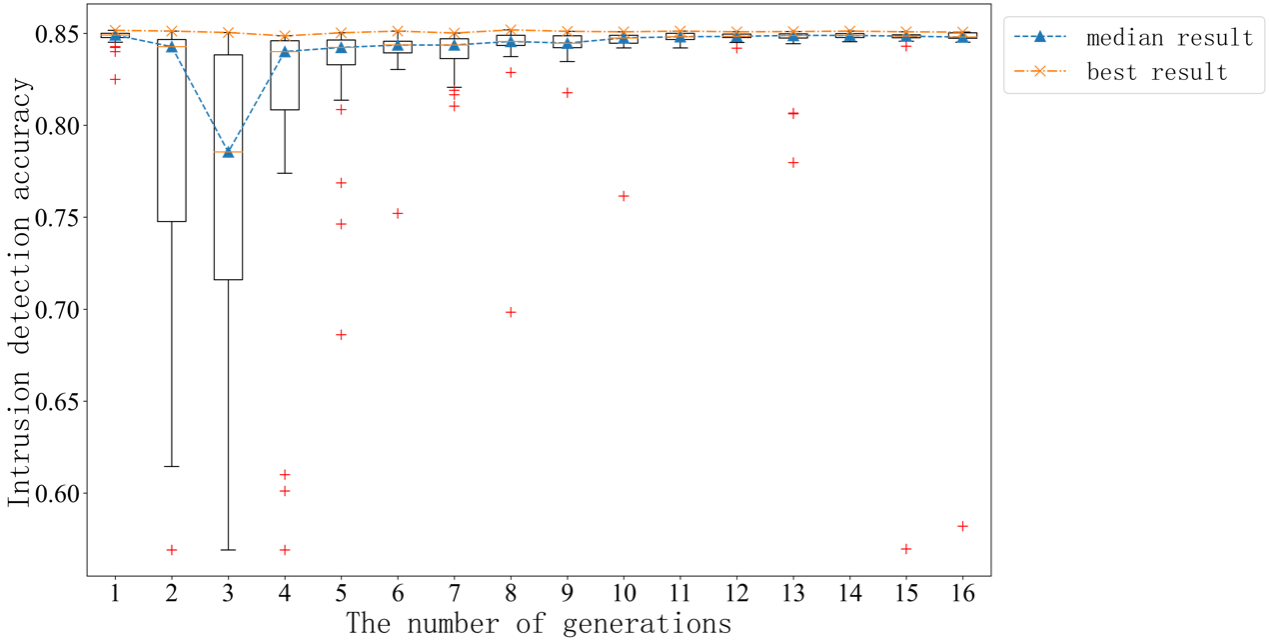 Intrusion detection accuracy
0.85
0.80
0.75
0.70
0.65
0.60
1 2 3 4 5 6 7 8 9 10 11 12 13 14 15 16
The number of generations
median result
best result